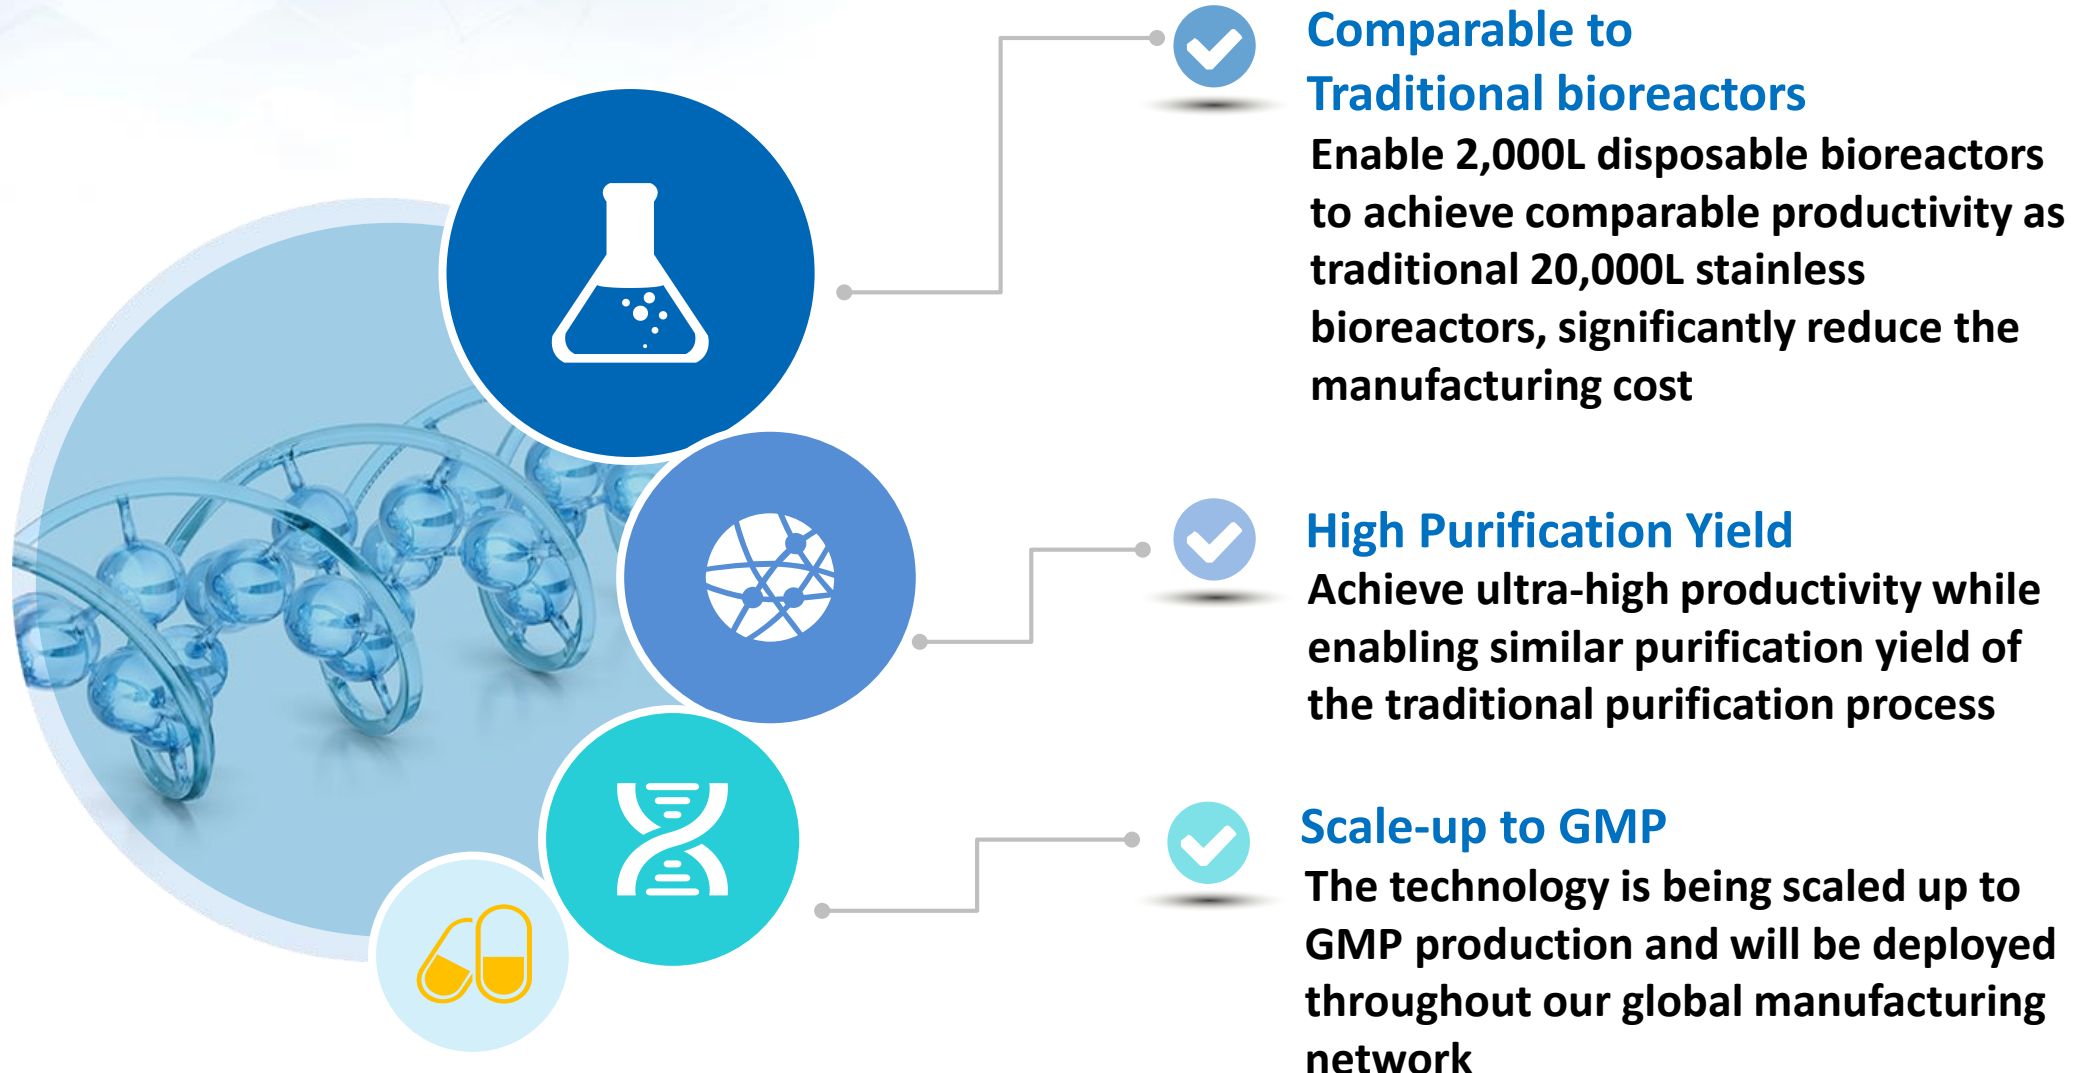 Comparable to
Traditional bioreactors
Enable 2,000L disposable bioreactors
to achieve comparable productivity as
traditional 20,000L stainless
bioreactors, significantly reduce the
manufacturing cost
High Purification Yield
Achieve ultra-high productivity while
enabling similar purification yield of
the traditional purification process
Scale-up to GMP
The technology is being scaled up to
GMP production and will be deployed
throughout our global manufacturing
network